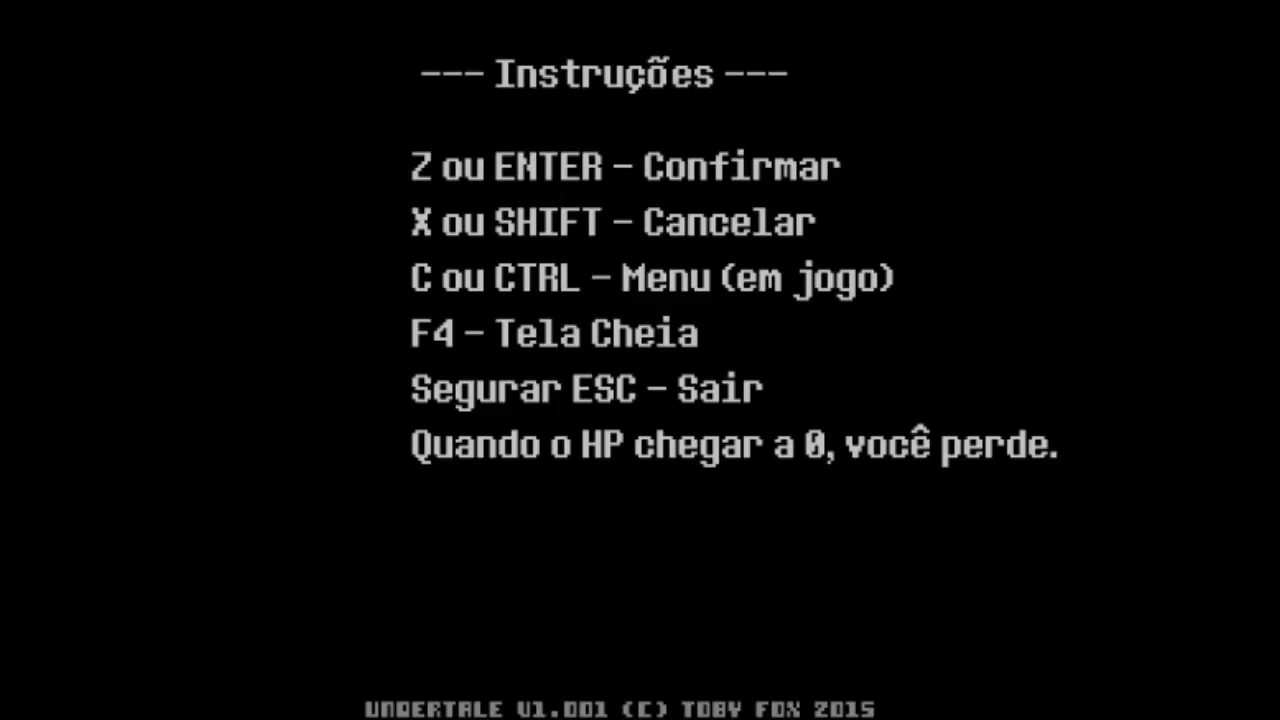 --- Instruções ---
Z ou ENTER - Confirmar
X ou SHIFT - Cancelar
C ou CTRL - Menu (em jogo)
F4 - Tela Cheia
Segurar ESC - Sair
Quando o HP chegar a 0, você perde.
UNDERTALE V1.001 (C) TOBY FOX 2015